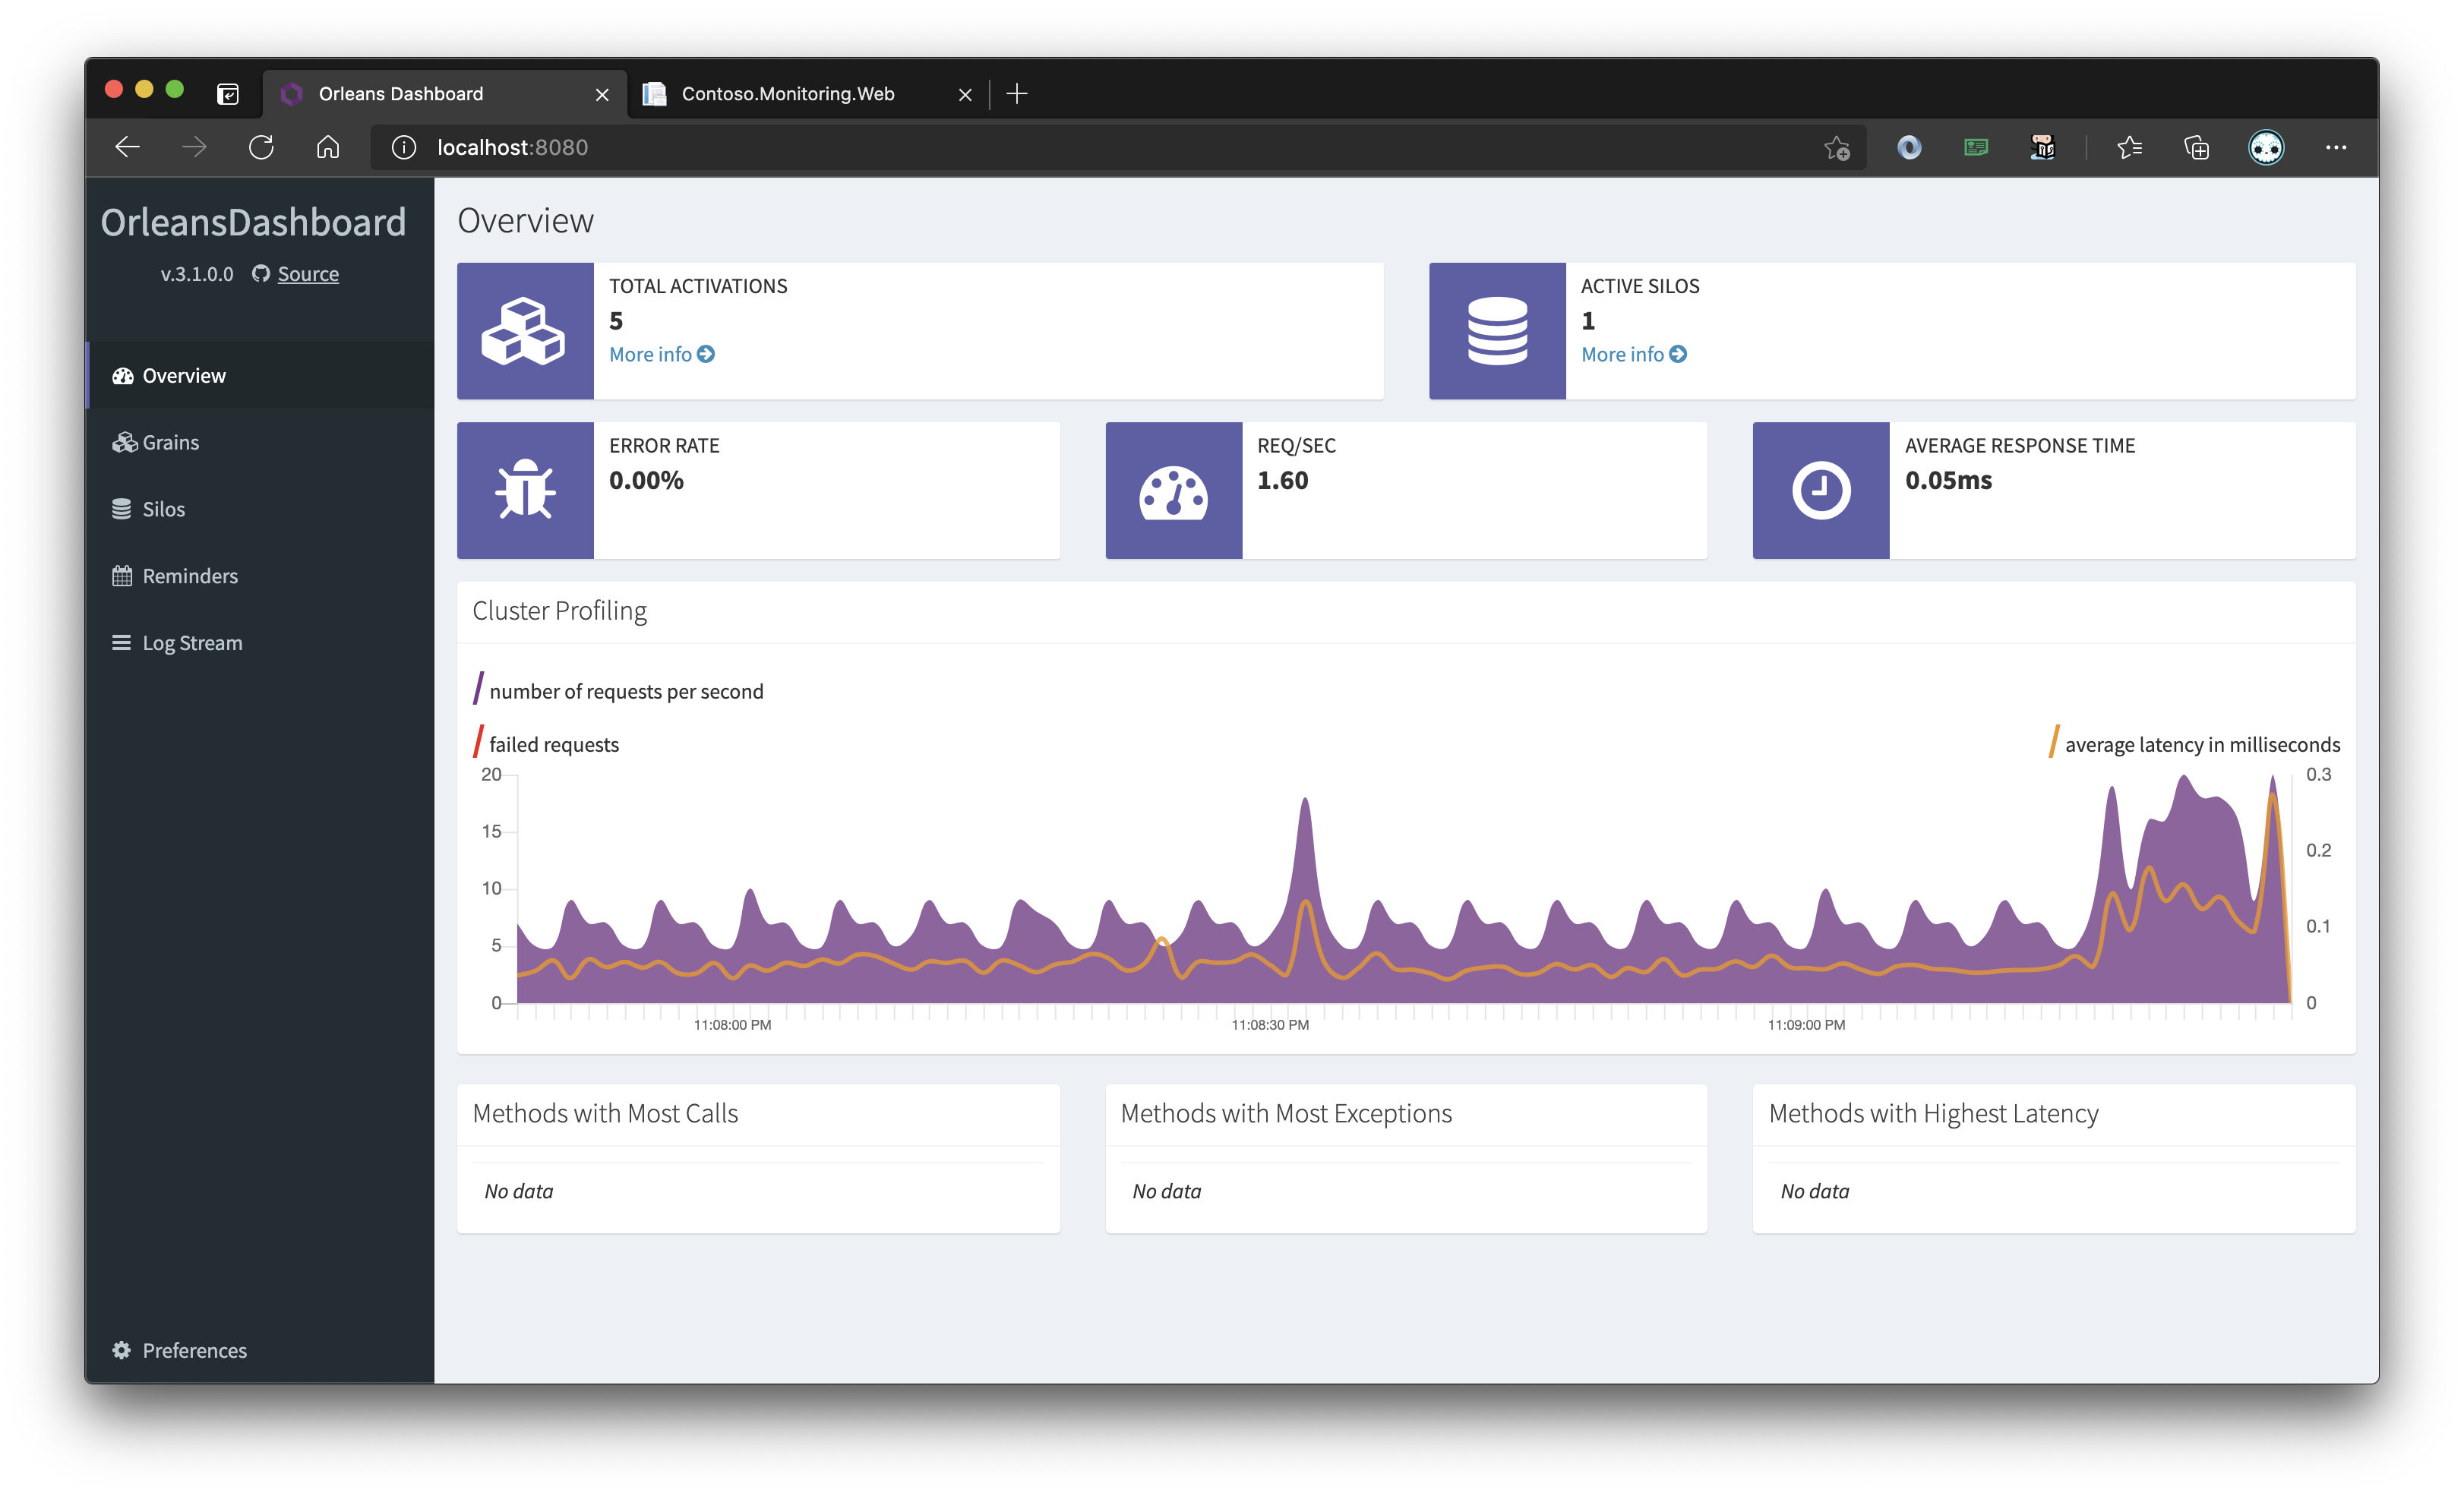 Orleans Dashboard
Contoso.Monitoring.Web
localhost:8080
OrleansDashboard
v.3.1.0.0 Source
Overview
Grains
Silos
Reminders
Log Stream
Preferences
Overview
TOTAL ACTIVATIONS
5
More info
ACTIVE SILOS
1
More info
ERROR RATE
0.00%
REQ/SEC
1.60
AVERAGE RESPONSE TIME
0.05ms
Cluster Profiling
number of requests per second
failed requests
average latency in milliseconds
20
15
10
5
0
0.3
0.2
0.1
0
11:08:00 PM
11:08:30 PM
11:09:00 PM
Methods with Most Calls
No data
Methods with Most Exceptions
No data
Methods with Highest Latency
No data